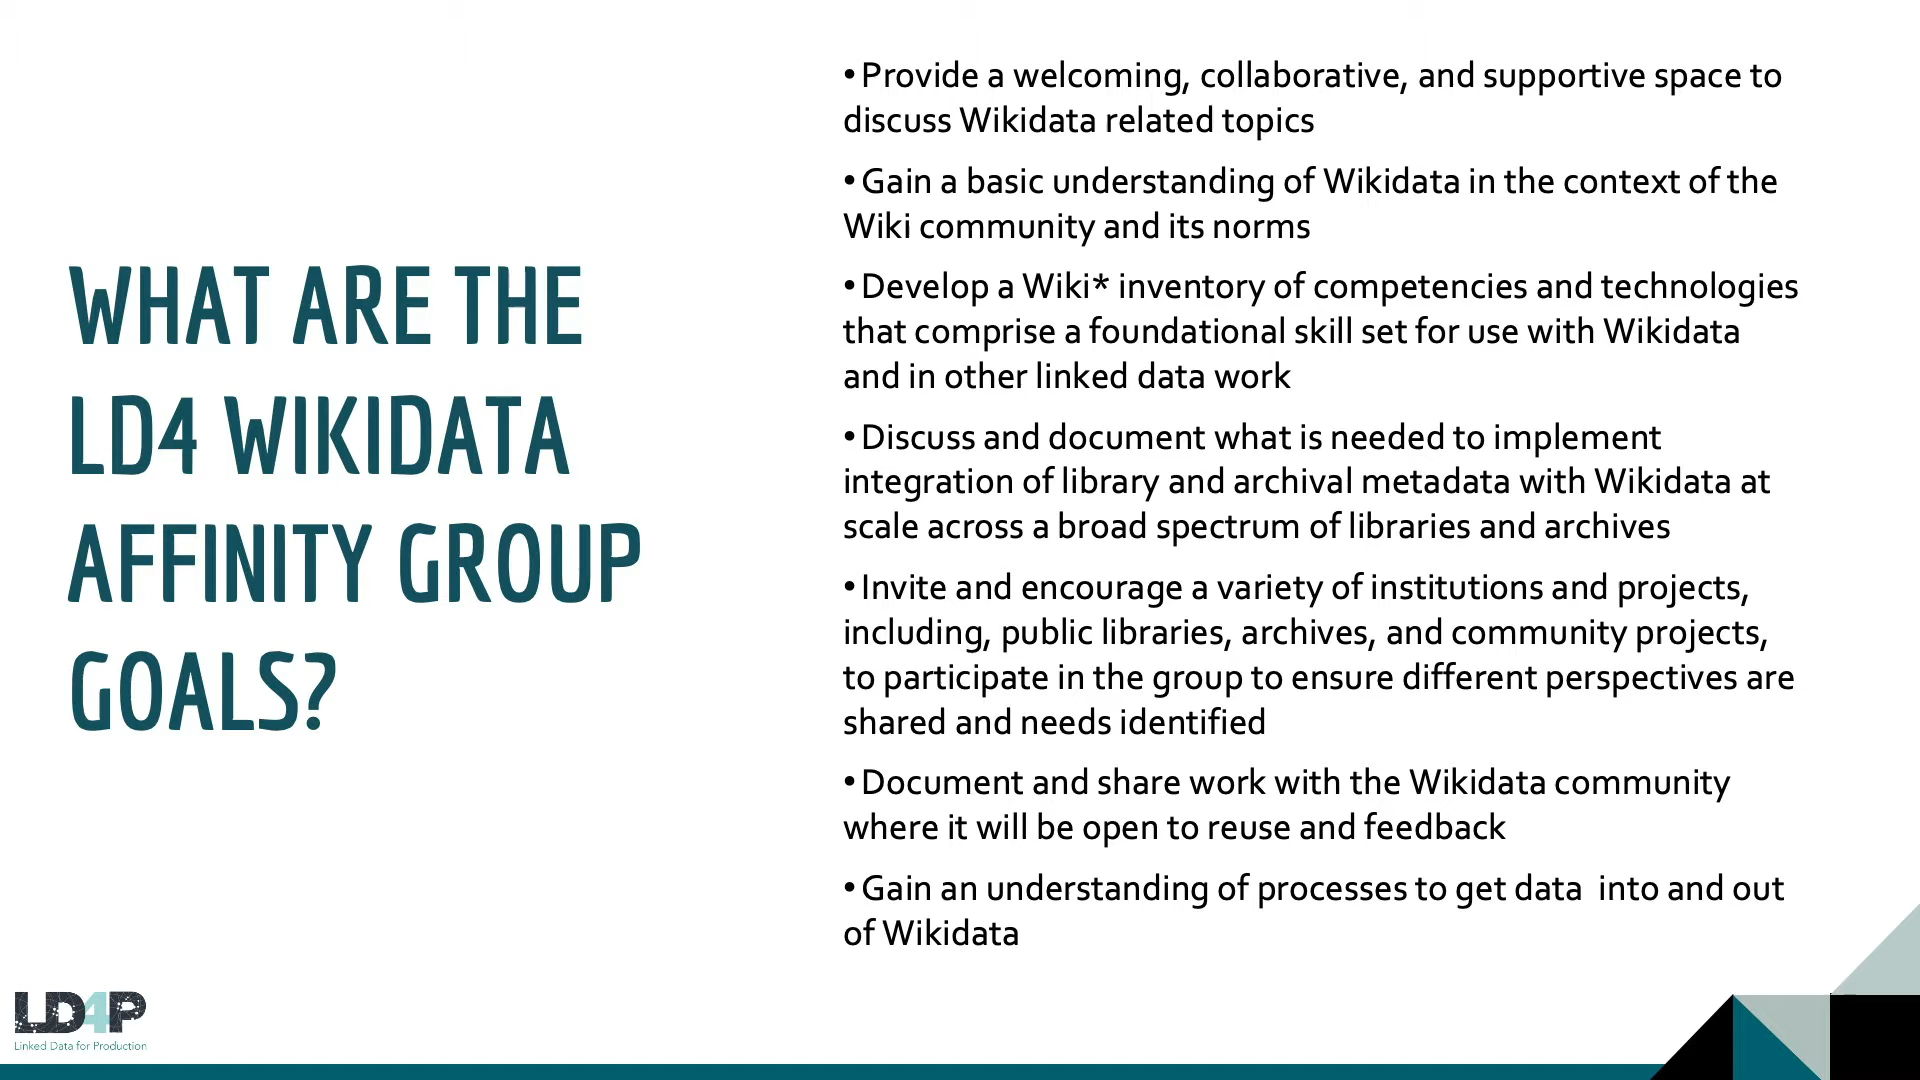 WHAT ARE THE
LD4 WIKIDATA
AFFINITY GROUP
GOALS?
•Provide a welcoming, collaborative, and supportive space to
discuss Wikidata related topics
•Gain a basic understanding of Wikidata in the context of the
Wiki community and its norms
•Develop a Wiki* inventory of competencies and technologies
that comprise a foundational skill set for use with Wikidata
and in other linked data work
•Discuss and document what is needed to implement
integration of library and archival metadata with Wikidata at
scale across a broad spectrum of libraries and archives
•Invite and encourage a variety of institutions and projects,
including, public libraries, archives, and community projects,
to participate in the group to ensure different perspectives are
shared and needs identified
•Document and share work with the Wikidata community
where it will be open to reuse and feedback
•Gain an understanding of processes to get data  into and out
of Wikidata
LD4P
Linked Data for Production